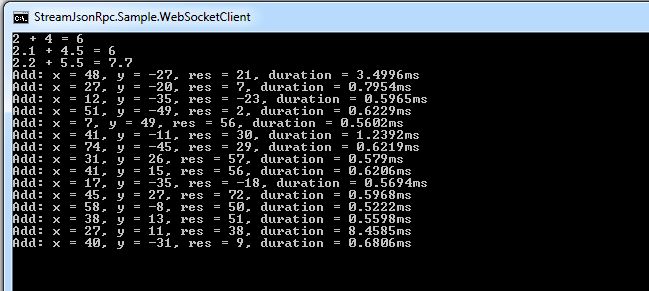 StreamJsonRpc.Sample.WebSocketClient
2 + 4 = 6
2.1 + 4.5 = 6
2.2 + 5.5 = 7.7
Add: x = 48, y = -27, res = 21, duration = 3.4996ms
Add: x = 27, y = -20, res = 7, duration = 0.7954ms
Add: x = 12, y = -35, res = -23, duration = 0.5965ms
Add: x = 51, y = -49, res = 2, duration = 0.6229ms
Add: x = 7, y = 49, res = 56, duration = 0.5602ms
Add: x = 41, y = -11, res = 30, duration = 1.2392ms
Add: x = 74, y = -45, res = 29, duration = 0.6219ms
Add: x = 31, y = 26, res = 57, duration = 0.579ms
Add: x = 41, y = 15, res = 56, duration = 0.6206ms
Add: x = 17, y = -35, res = -18, duration = 0.5694ms
Add: x = 45, y = 27, res = 72, duration = 0.5968ms
Add: x = 58, y = -8, res = 50, duration = 0.5222ms
Add: x = 38, y = 13, res = 51, duration = 0.5598ms
Add: x = 27, y = 11, res = 38, duration = 8.4585ms
Add: x = 40, y = -31, res = 9, duration = 0.6806ms